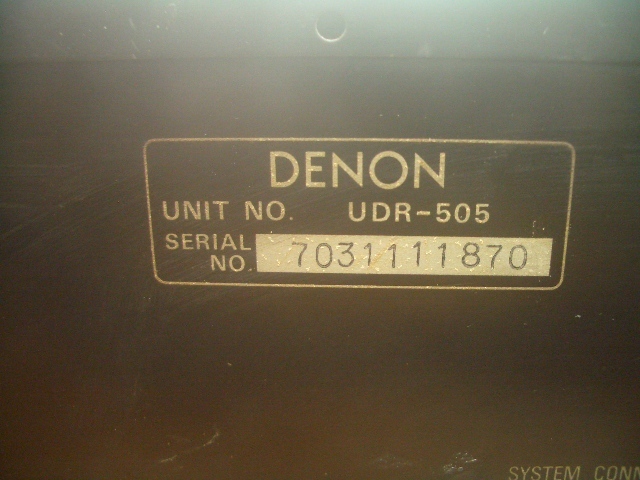 DENON
UNIT NO. UDR-505
SERIAL NO. 7031111870
SYSTEM CONN